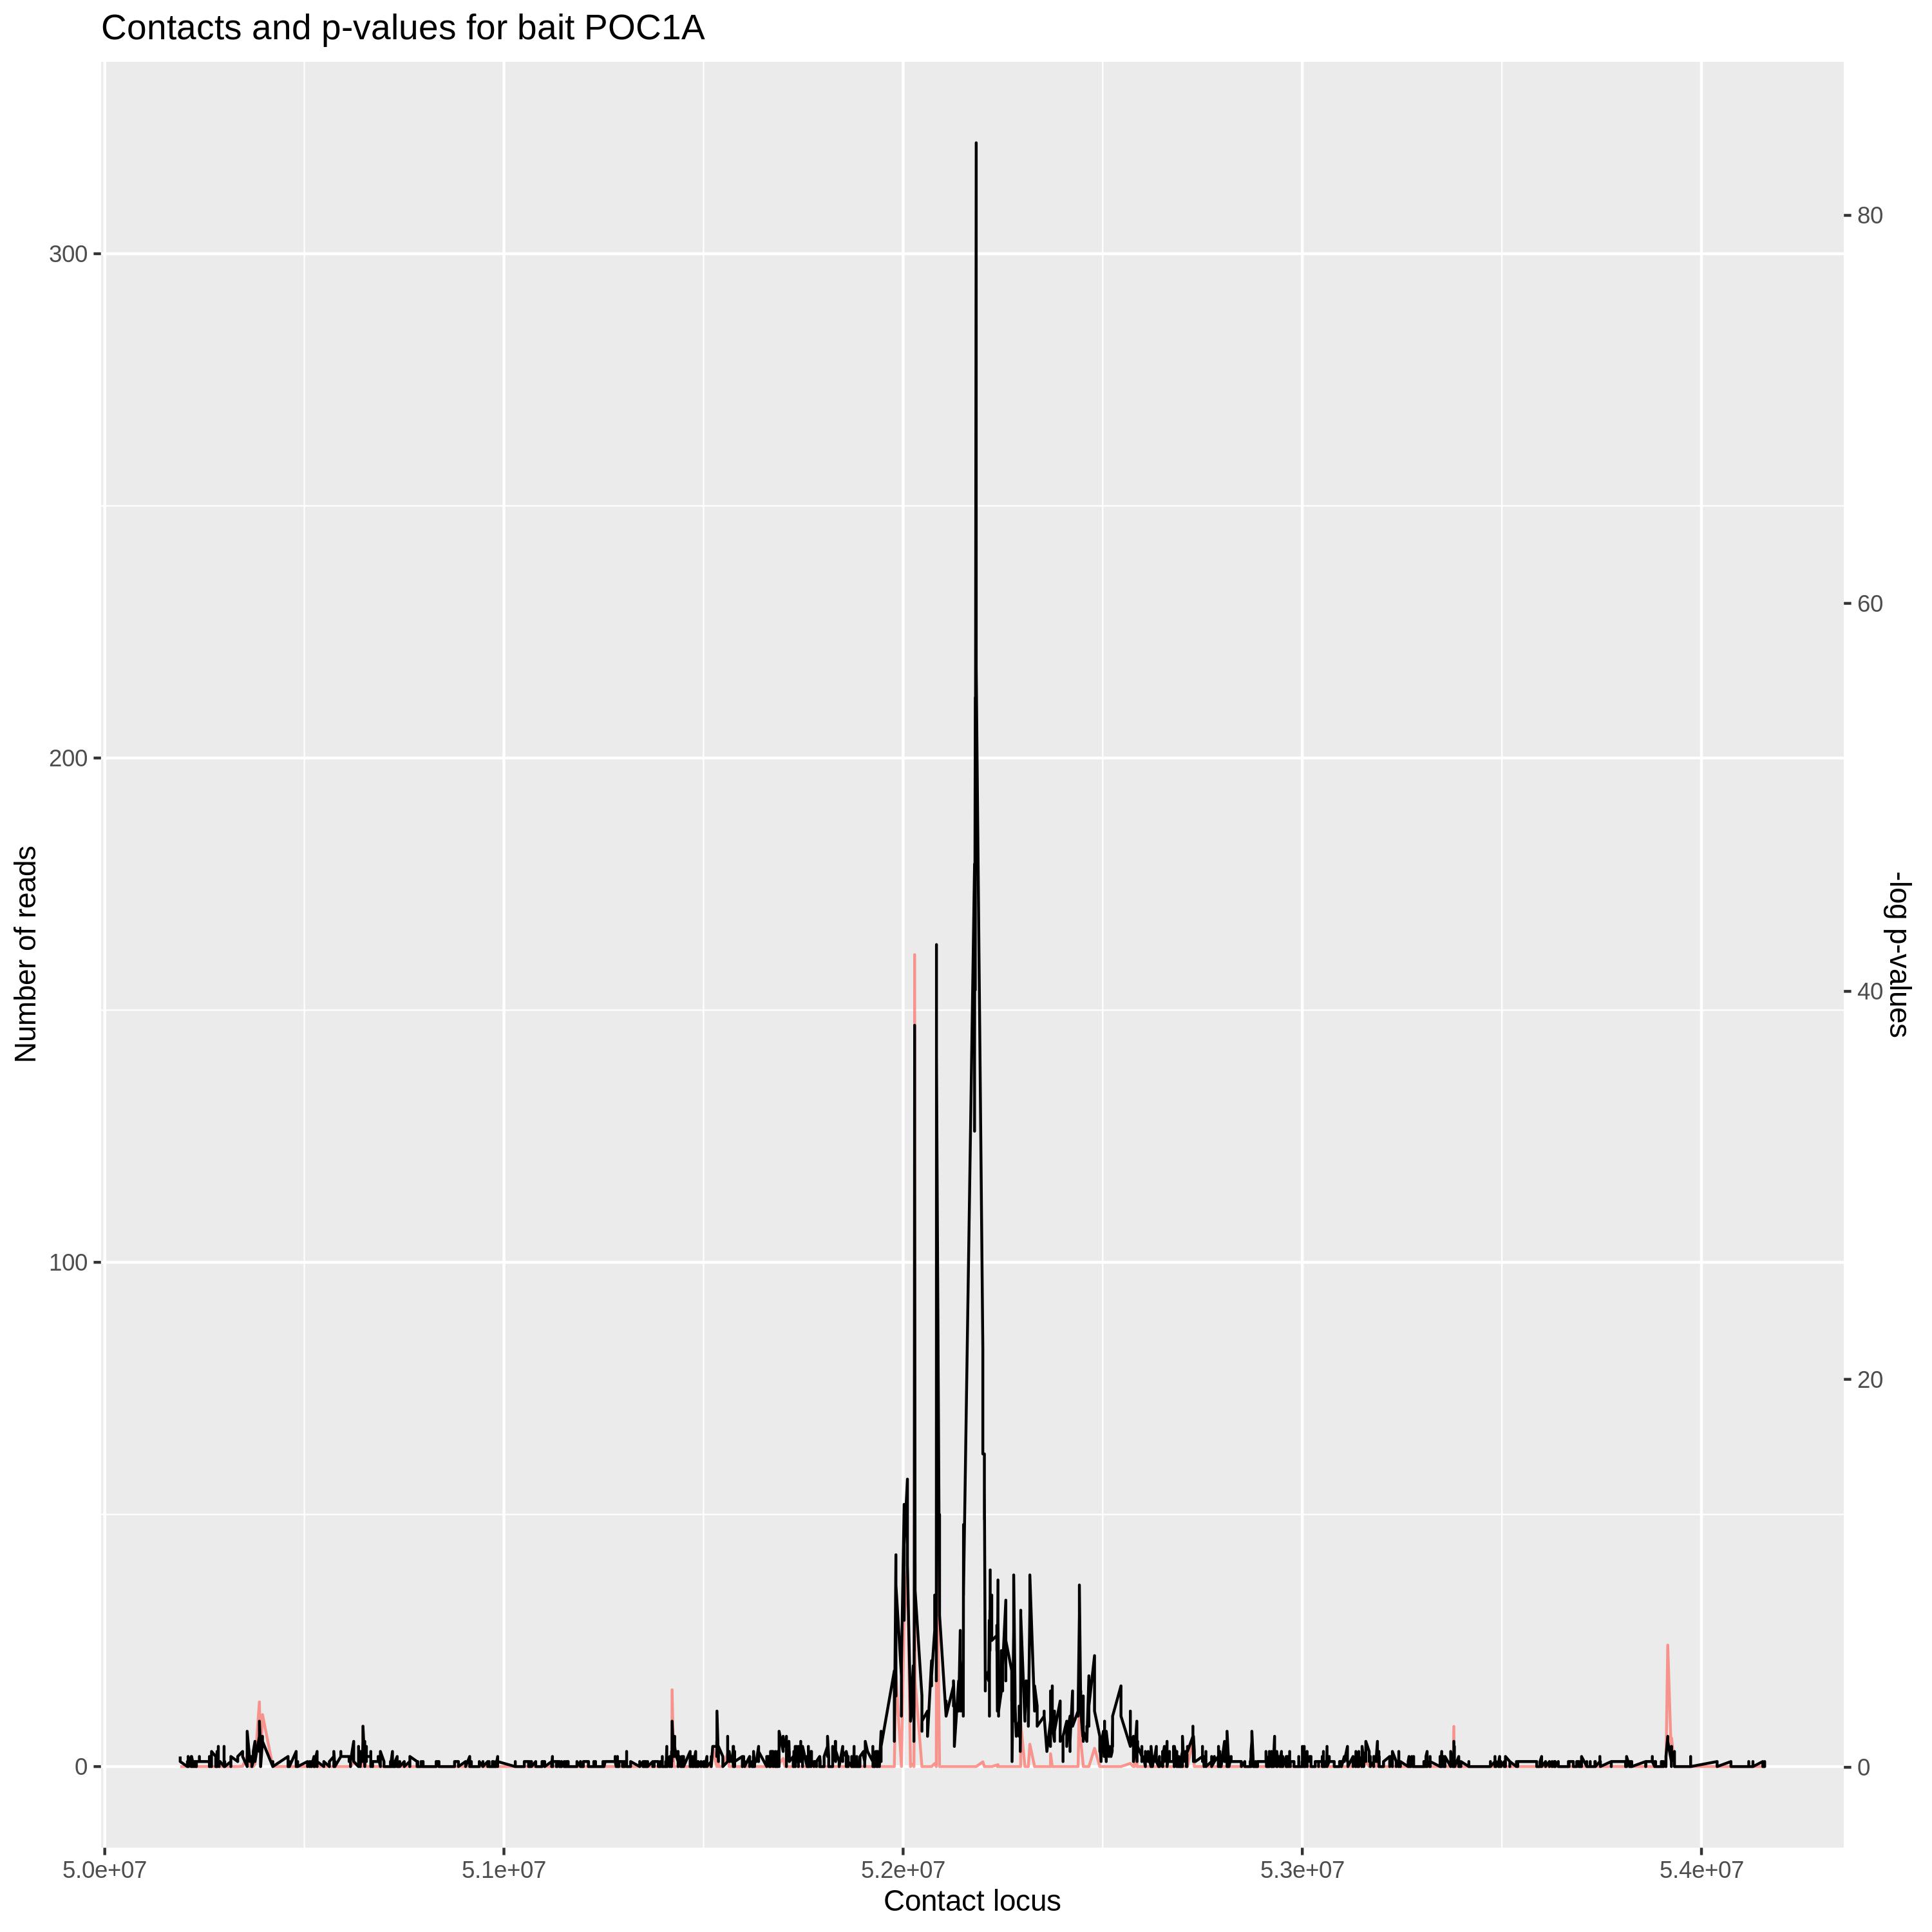 Contacts and p-values for bait POC1A
300
200
100
0
Number of reads
80
60
40
20
0
-log p-values
5.0e+07
5.1e+07
5.2e+07
5.3e+07
5.4e+07
Contact locus